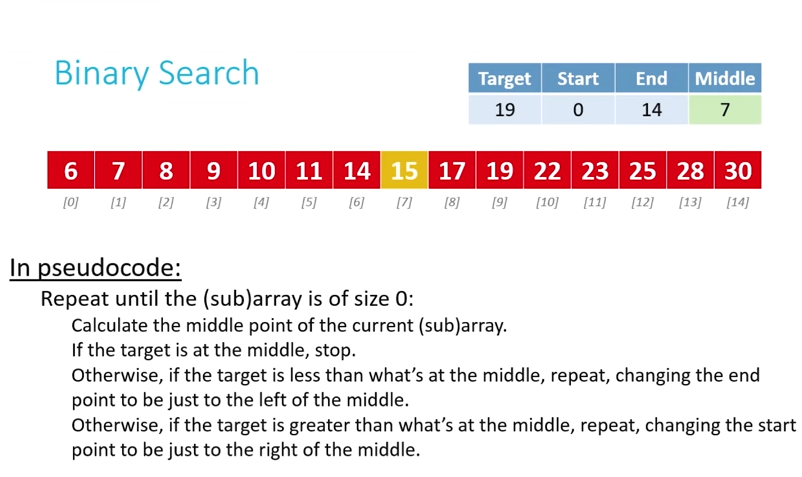 Binary Search
Target Start End Middle
19 0 14 7
6 7 8 9 10 11 14 15 17 19 22 23 25 28 30
[0] [1] [2] [3] [4] [5] [6] [7] [8] [9] [10] [11] [12] [13] [14]
In pseudocode:
Repeat until the (sub)array is of size 0:
Calculate the middle point of the current (sub)array.
If the target is at the middle, stop.
Otherwise, if the target is less than what's at the middle, repeat, changing the end
point to be just to the left of the middle.
Otherwise, if the target is greater than what's at the middle, repeat, changing the start
point to be just to the right of the middle.